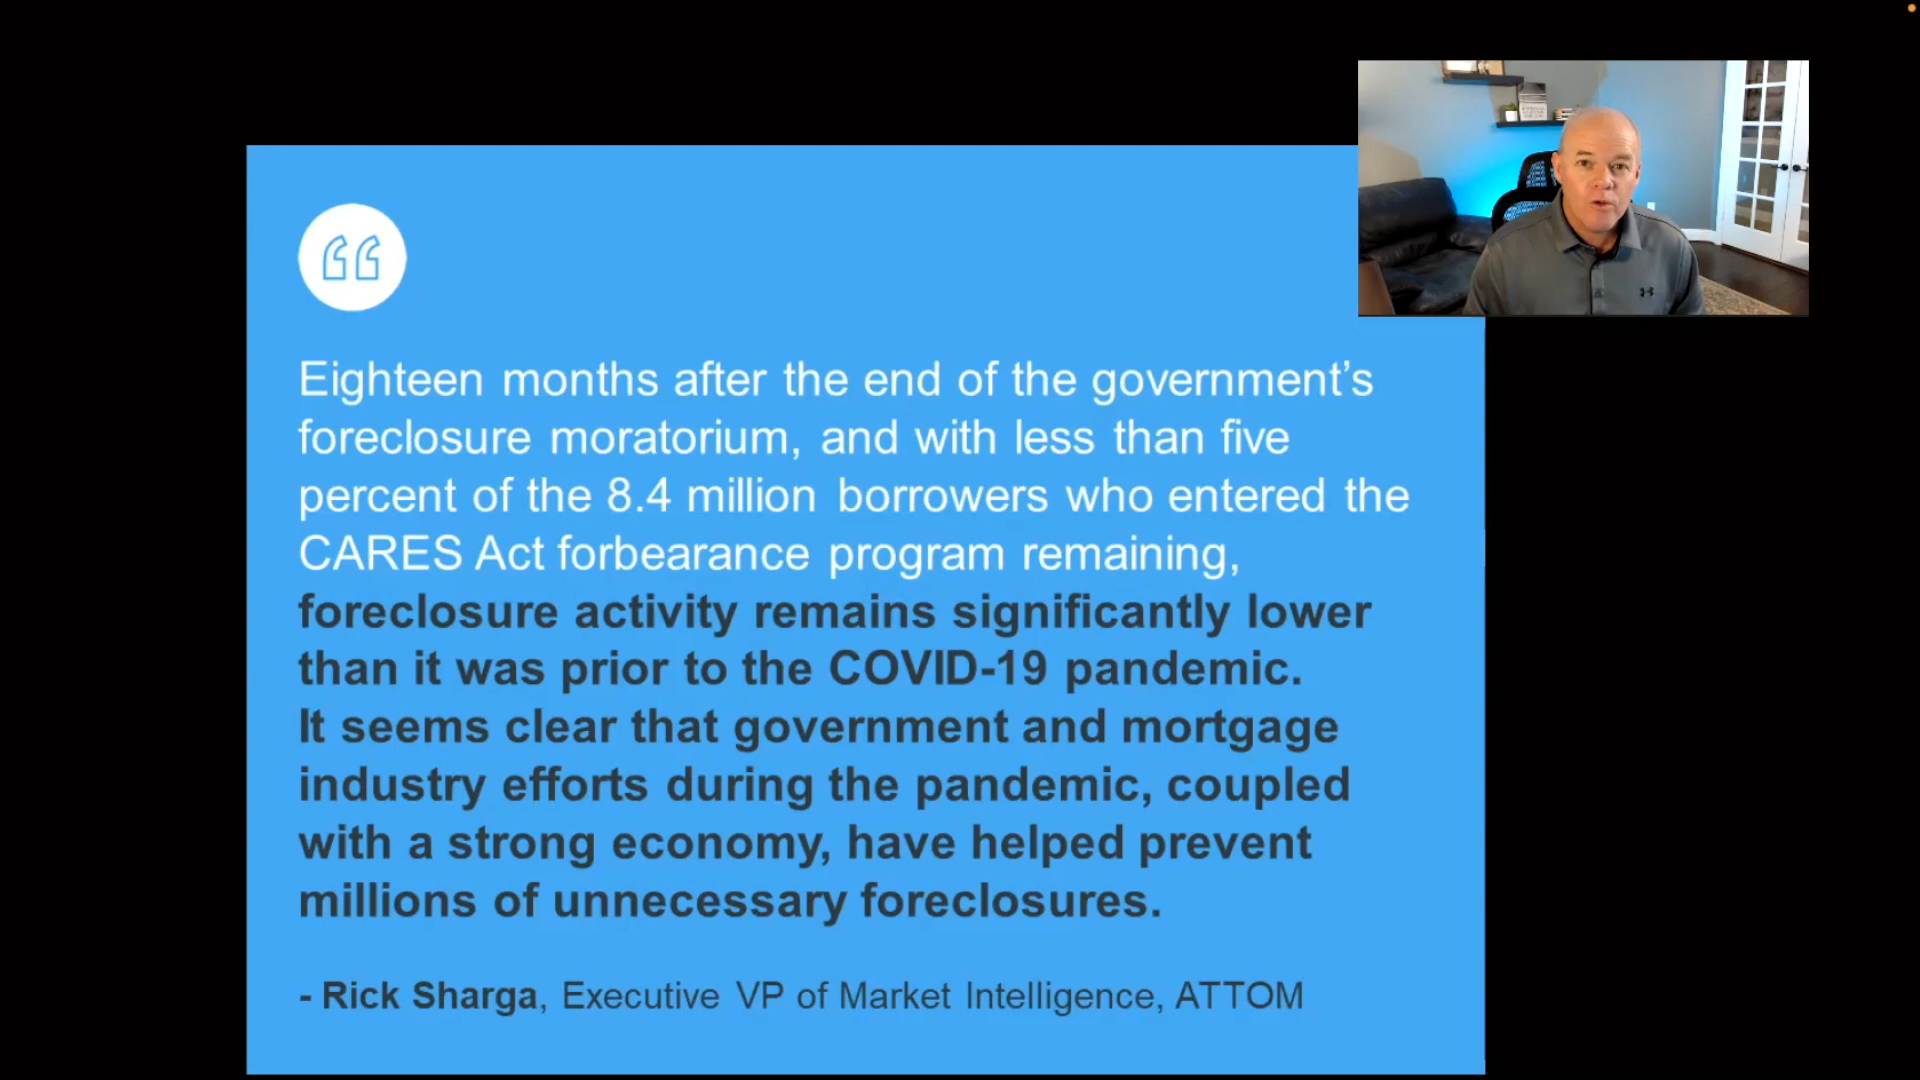 Eighteen months after the end of the government’s
foreclosure moratorium, and with less than five
percent of the 8.4 million borrowers who entered the
CARES Act forbearance program remaining,
foreclosure activity remains significantly lower
than it was prior to the COVID-19 pandemic.
It seems clear that government and mortgage
industry efforts during the pandemic, coupled
with a strong economy, have helped prevent
millions of unnecessary foreclosures.
- Rick Sharga, Executive VP of Market Intelligence, ATTOM